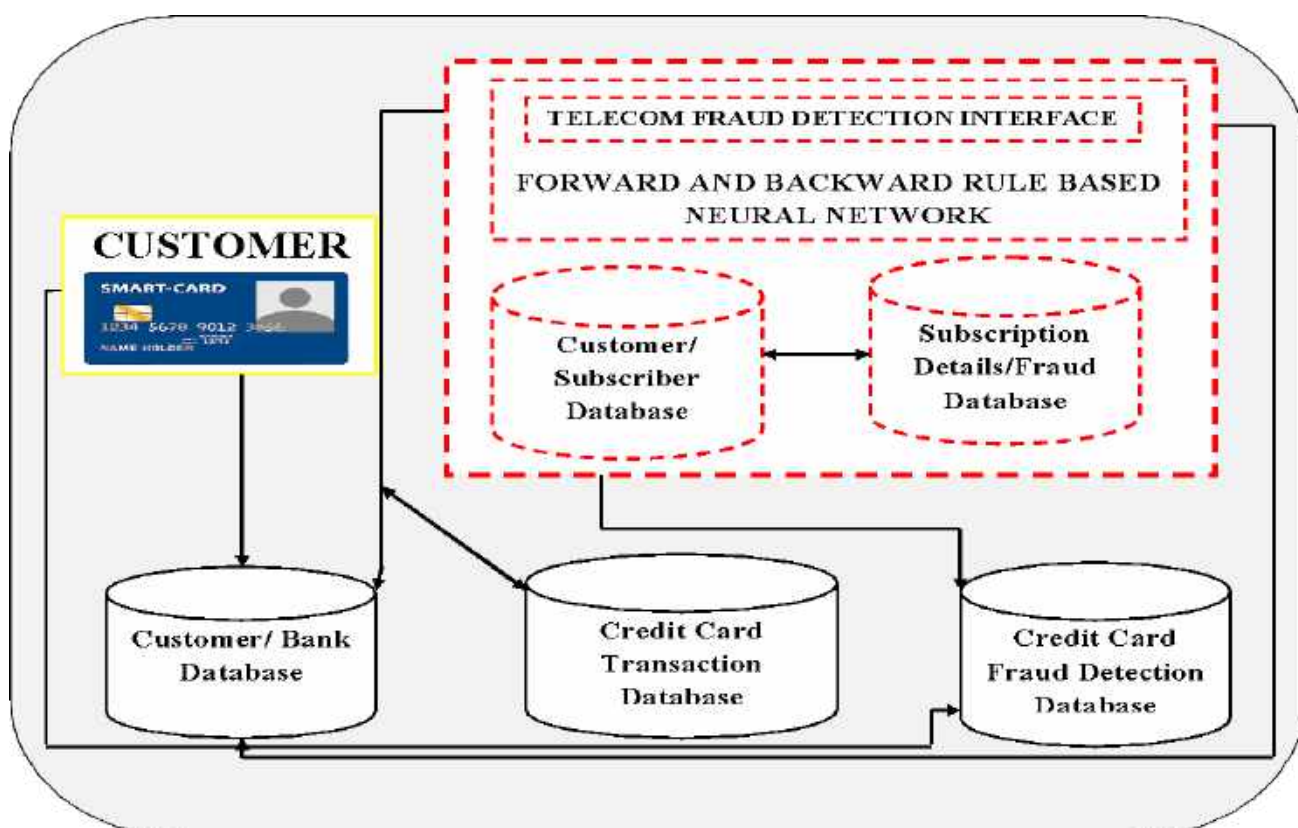 TELECOM FRAUD DETECTION INTERFACE
FORWARD AND BACKWARD RULE BASED
NEURAL NETWORK
CUSTOMER
SMART-CARD
1234 5678 9012
NAME HOLDER
Customer/
Subscriber
Database
Subscription
Details/Fraud
Database
Customer/ Bank
Database
Credit Card
Transaction
Database
Credit Card
Fraud Detection
Database